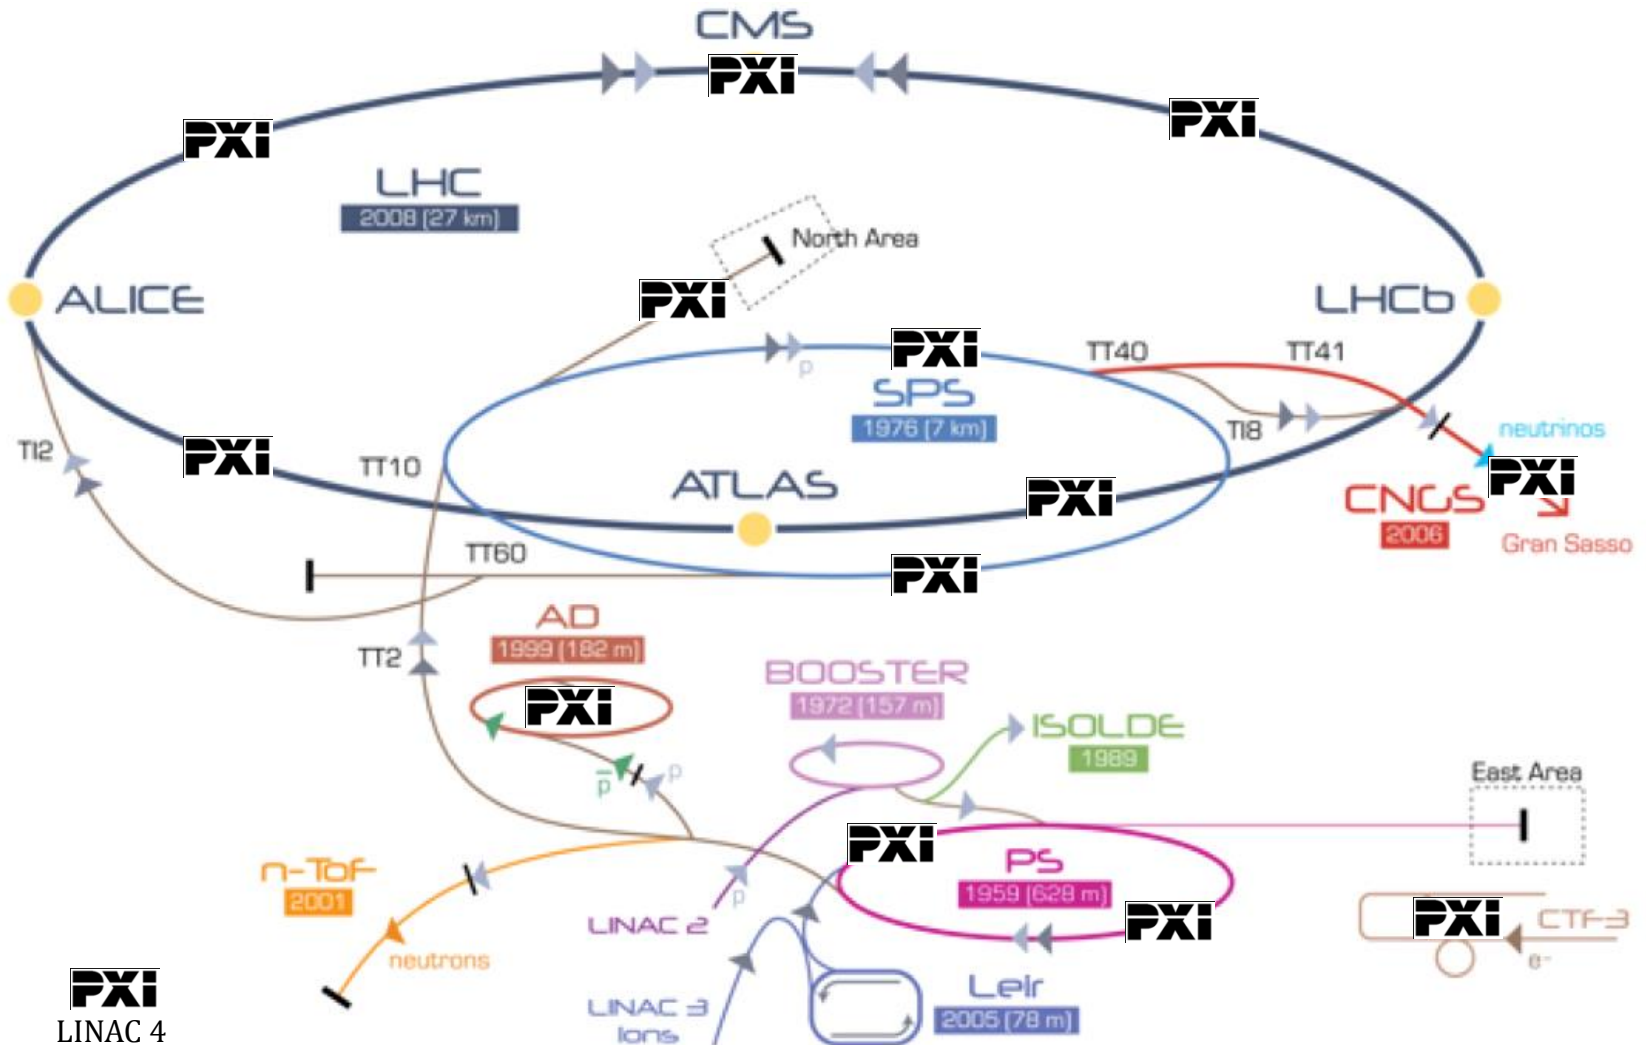 CMS
PXI
PXI
PXI
LHC
2008 (27 km)
North Area
PXI
ALICE
LHCb
p
PXI
TT40
TT41
SPS
1976 (7 km)
TI8
neutrinos
TI2
PXI
TT10
ATLAS
PXI
PXI
CNGS
2006
Gran Sasso
TT60
PXI
AD
1999 (182 m)
TT2
BOOSTER
1972 (157 m)
PXI
ISOLDE
1989
p
p
East Area
PXI
PS
1959 (628 m)
n-Tof
2001
p
LINAC 2
PXI
PXI
CTF-3
e-
neutrons
PXI
LINAC 4
LINAC 3
Ions
Leir
2005 (78 m)